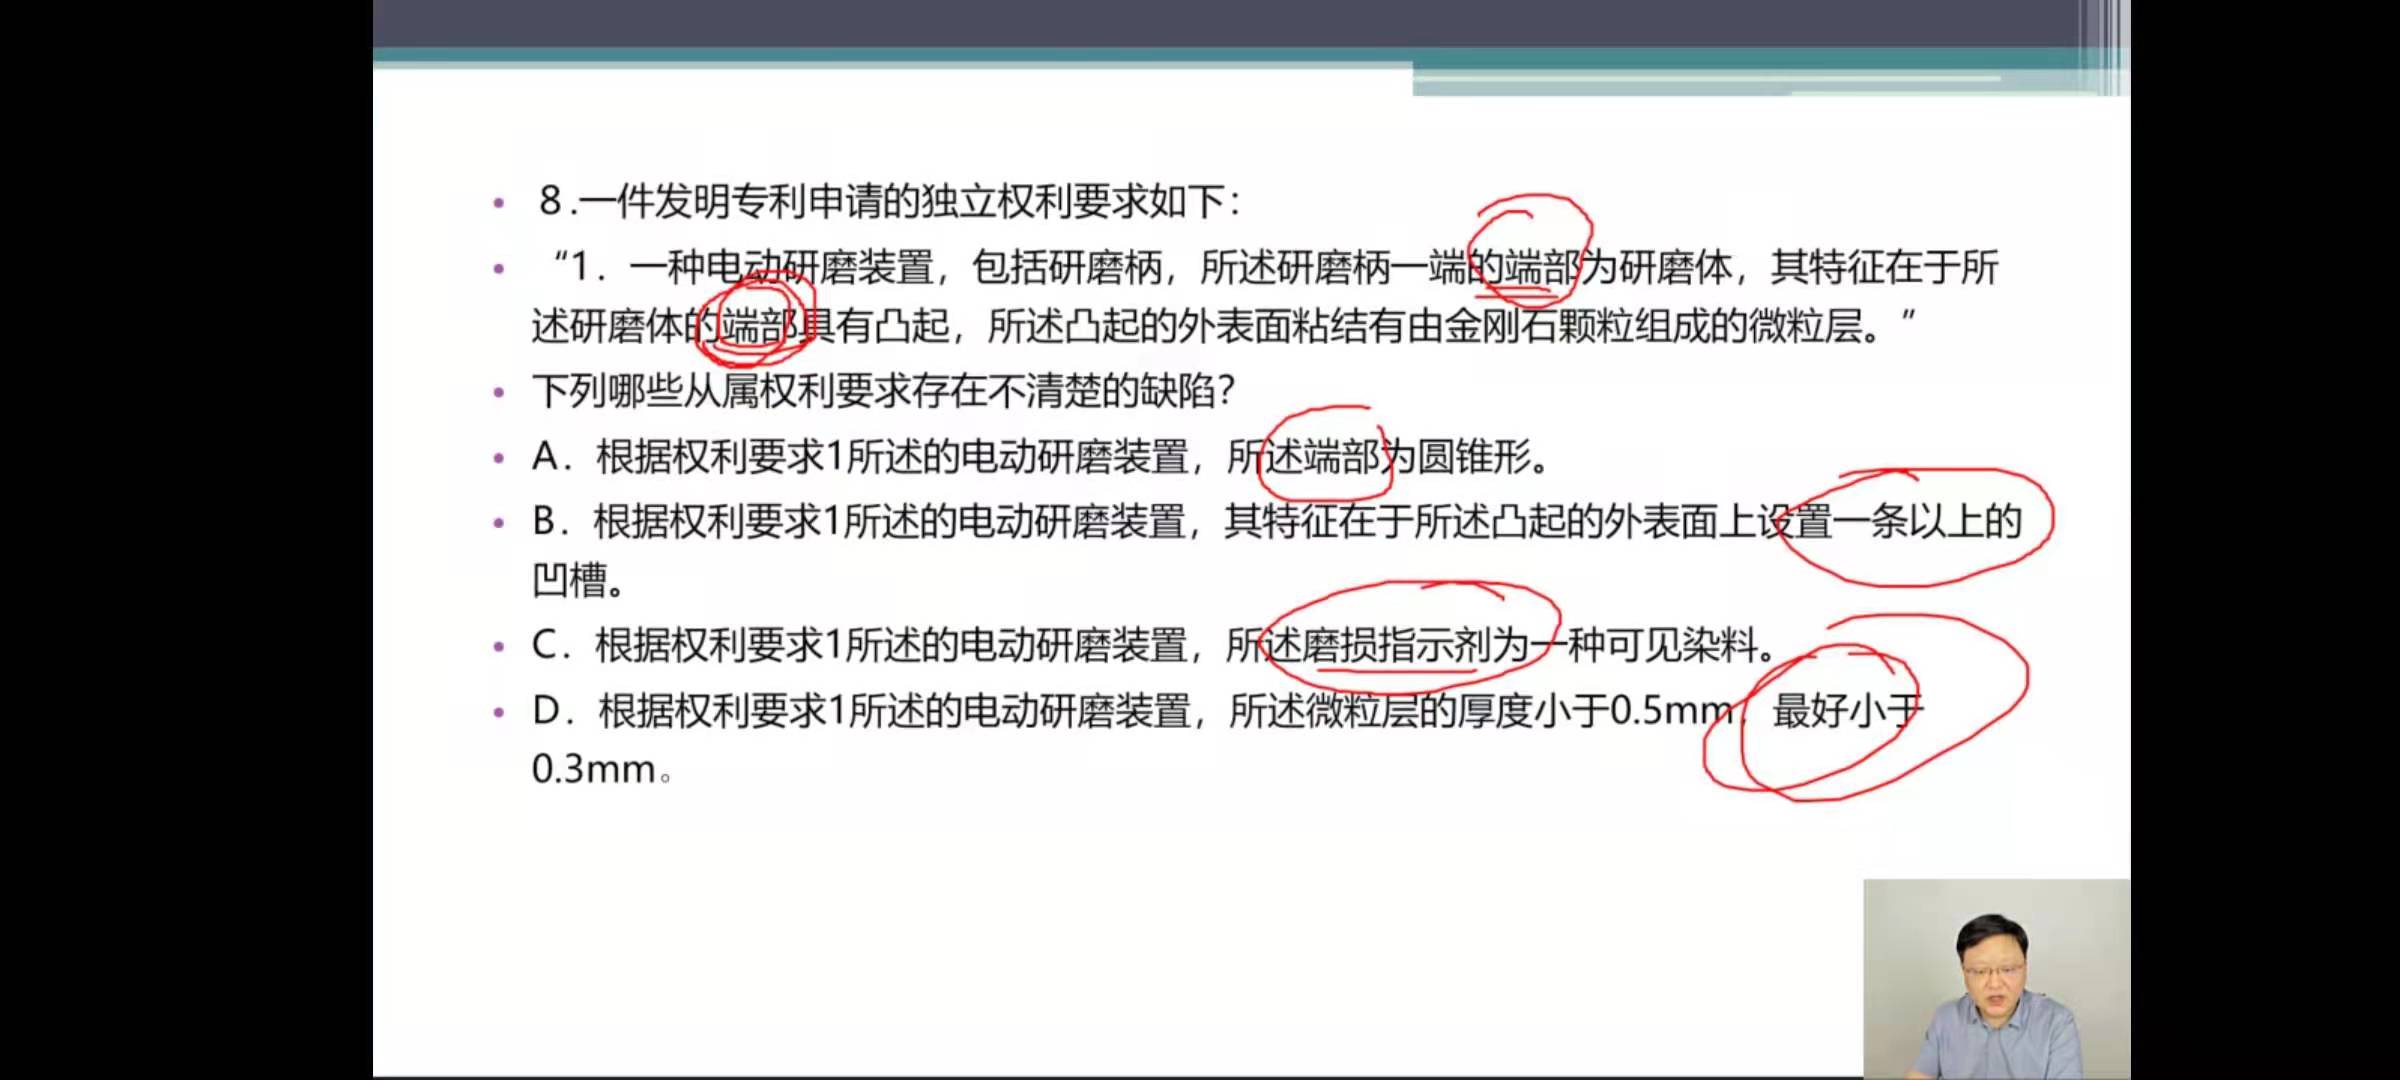 8.一件发明专利申请的独立权利要求如下：
“1．一种电动研磨装置，包括研磨柄，所述研磨柄一端的端部为研磨体，其特征在于所
述研磨体的端部具有凸起，所述凸起的外表面粘结有由金刚石颗粒组成的微粒层。”
下列哪些从属权利要求存在不清楚的缺陷？
A．根据权利要求1所述的电动研磨装置，所述端部为圆锥形。
B．根据权利要求1所述的电动研磨装置，其特征在于所述凸起的外表面上设置一条以上的
凹槽。
C．根据权利要求1所述的电动研磨装置，所述磨损指示剂为一种可见染料。
D．根据权利要求1所述的电动研磨装置，所述微粒层的厚度小于0.5mm，最好小于
0.3mm。